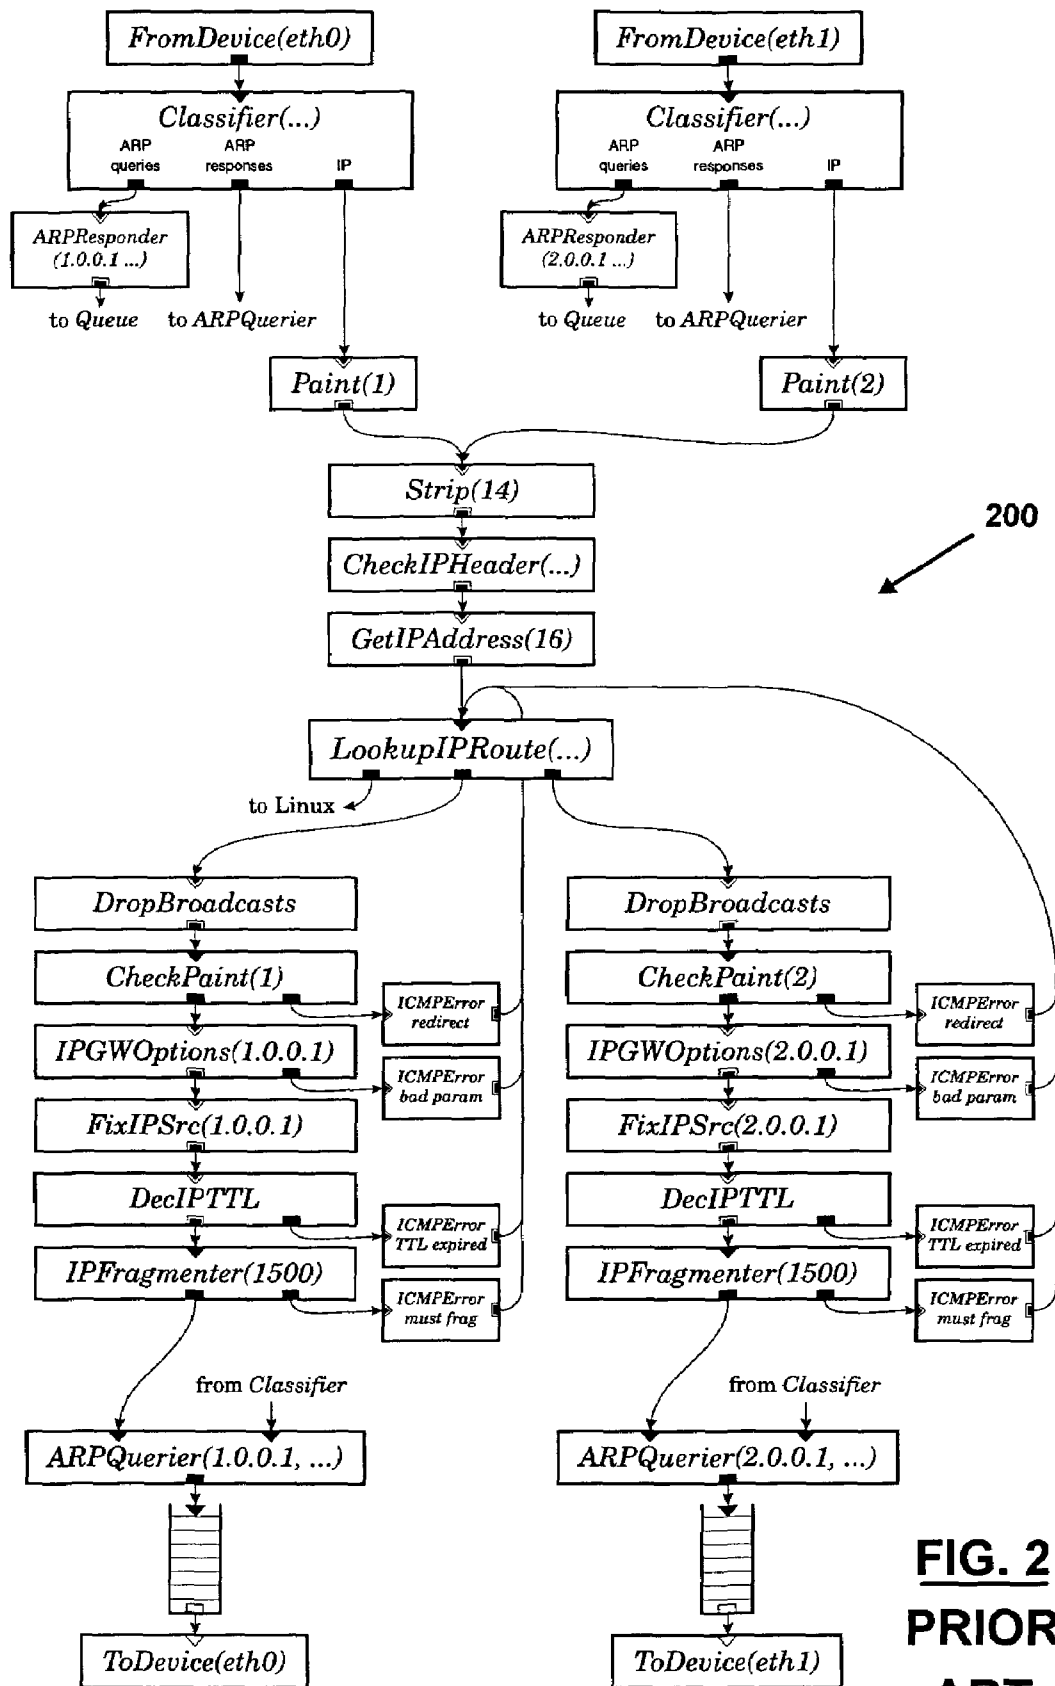 FromDevice(eth0)
FromDevice(eth1)
Classifier(...)
ARP queries
ARP responses
IP
Classifier(...)
ARP queries
ARP responses
IP
ARPResponder
(1.0.0.1 ...)
ARPResponder
(2.0.0.1 ...)
to Queue
to ARPQuerier
to Queue
to ARPQuerier
Paint(1)
Paint(2)
Strip(14)
200
CheckIPHeader(...)
GetIPAddress(16)
LookupIPRoute(...)
to Linux
DropBroadcasts
DropBroadcasts
CheckPaint(1)
CheckPaint(2)
ICMPError
redirect
ICMPError
redirect
IPGWOptions(1.0.0.1)
IPGWOptions(2.0.0.1)
ICMPError
bad param
ICMPError
bad param
FixIPSrc(1.0.0.1)
FixIPSrc(2.0.0.1)
DecIPTTL
DecIPTTL
ICMPError
TTL expired
ICMPError
TTL expired
IPFragmenter(1500)
IPFragmenter(1500)
ICMPError
must frag
ICMPError
must frag
from Classifier
from Classifier
ARPQuerier(1.0.0.1, ...)
ARPQuerier(2.0.0.1, ...)
FIG. 2
PRIOR
ART
ToDevice(eth0)
ToDevice(eth1)